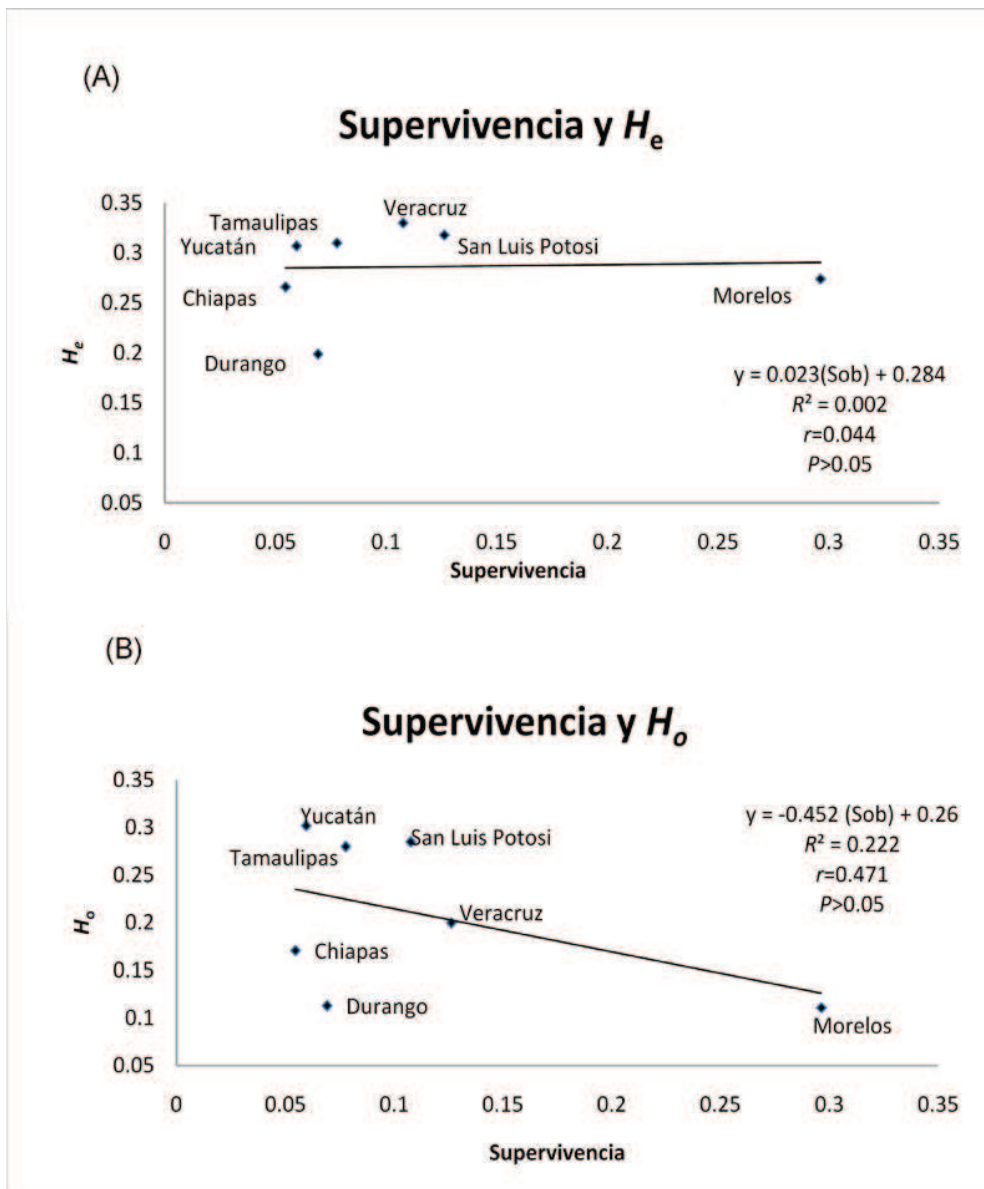 (A)
Supervivencia y He
0.35
0.3
0.25
0.2
0.15
0.1
0.05
He
Veracruz
Tamaulipas
Yucatán
San Luis Potosi
Chiapas
Morelos
Durango
y = 0.023(Sob) + 0.284
R² = 0.002
r=0.044
P>0.05
0 0.05 0.1 0.15 0.2 0.25 0.3 0.35
Supervivencia
(B)
Supervivencia y Ho
0.35
0.3
0.25
0.2
0.15
0.1
0.05
Ho
Yucatán
San Luis Potosi
Tamaulipas
Veracruz
Chiapas
Durango
Morelos
y = -0.452 (Sob) + 0.26
R² = 0.222
r=0.471
P>0.05
0 0.05 0.1 0.15 0.2 0.25 0.3 0.35
Supervivencia